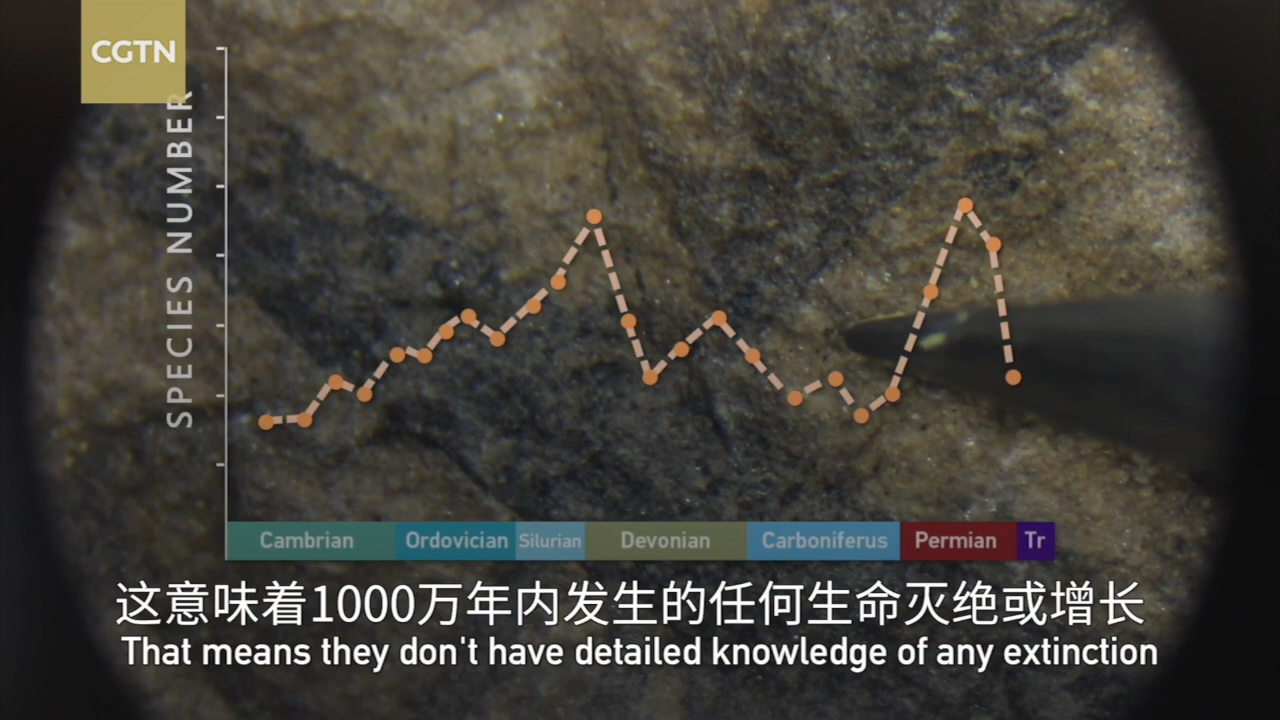 CGTN
SPECIES NUMBER
Cambrian
Ordovician
Silurian
Devonian
Carboniferus
Permian
Tr
这意味着1000万年内发生的任何生命灭绝或增长
That means they don't have detailed knowledge of any extinction